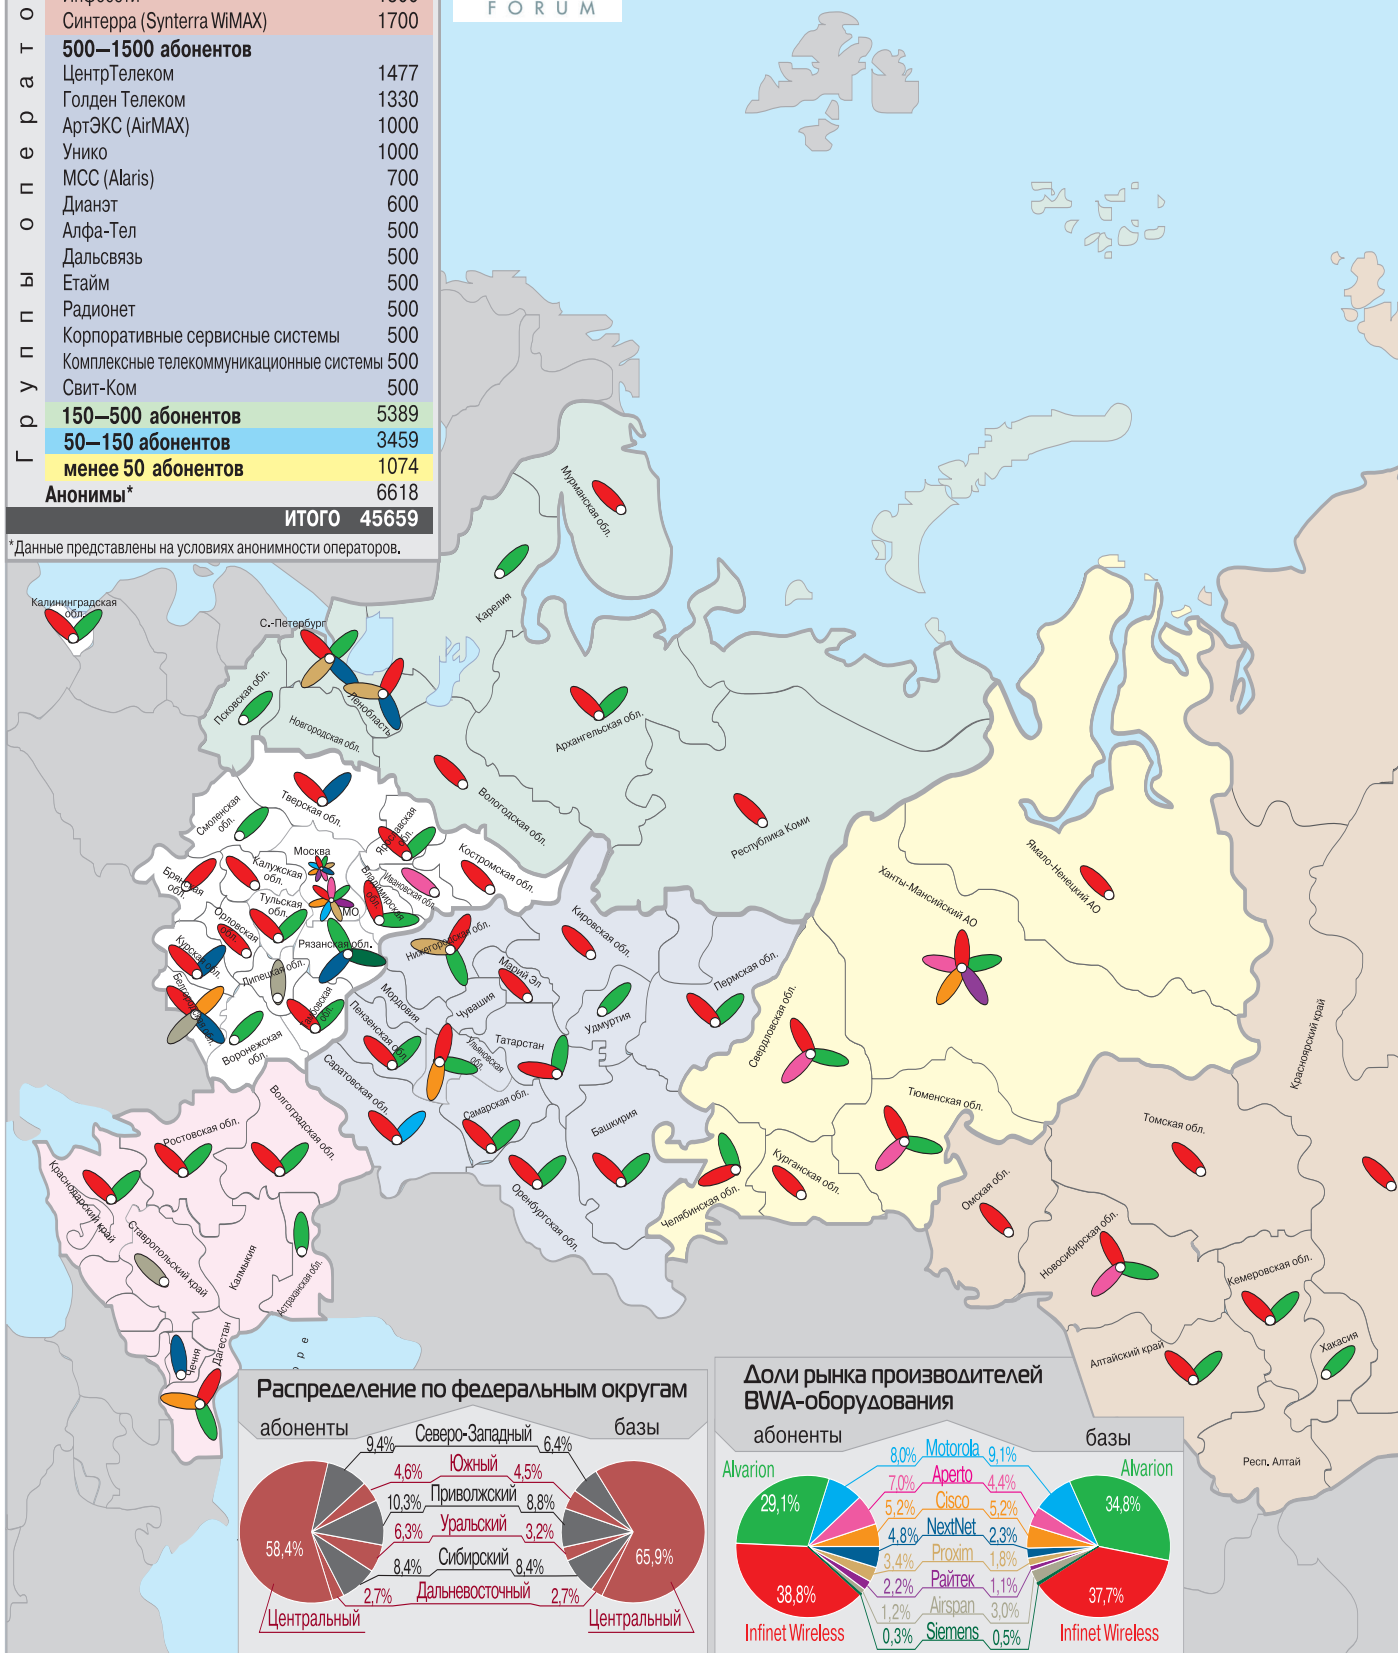 Группы операто
Синтерра (Synterra WiMAX) 1700
FORUM
500—1500 абонентов
ЦентрТелеком 1477
Голден Телеком 1330
АртЭКС (AirMAX) 1000
Унико 1000
МСС (Alaris) 700
Дианэт 600
Алфа-Тел 500
Дальсвязь 500
Етайм 500
Радионет 500
Корпоративные сервисные системы 500
Комплексные телекоммуникационные системы 500
Свит-Ком 500
150—500 абонентов 5389
50—150 абонентов 3459
менее 50 абонентов 1074
Анонимы* 6618
ИТОГО 45659
*Данные представлены на условиях анонимности операторов.
Мурманская обл.
Карелия
Калининградская обл.
С.-Петербург
Ленобласть
Псковская обл.
Новгородская обл.
Архангельская обл.
Вологодская обл.
Республика Коми
Тверская обл.
Смоленская обл.
Ярославская обл.
Костромская обл.
Москва
МО
Калужская обл.
Брянская обл.
Ивановская обл.
Владимирская обл.
Тульская обл.
Орловская обл.
Рязанская обл.
Курская обл.
Липецкая обл.
Белгородская обл.
Тамбовская обл.
Воронежская обл.
Нижегородская обл.
Кировская обл.
Марий Эл
Мордовия
Чувашия
Удмуртия
Пермская обл.
Пензенская обл.
Ульяновская обл.
Татарстан
Саратовская обл.
Самарская обл.
Башкирия
Оренбургская обл.
Ханты-Мансийский АО
Ямало-Ненецкий АО
Свердловская обл.
Тюменская обл.
Челябинская обл.
Курганская обл.
Красноярский край
Томская обл.
Омская обл.
Новосибирская обл.
Кемеровская обл.
Алтайский край
Хакасия
Респ. Алтай
Волгоградская обл.
Ростовская обл.
Краснодарский край
Ставропольский край
Калмыкия
Астраханская обл.
Чечня
Дагестан
ре
Распределение по федеральным округам
абоненты базы
9,4% Северо-Западный 6,4%
4,6% Южный 4,5%
10,3% Приволжский 8,8%
6,3% Уральский 3,2%
8,4% Сибирский 8,4%
2,7% Дальневосточный 2,7%
58,4% 65,9%
Центральный Центральный
Доли рынка производителей
BWA-оборудования
абоненты базы
8,0% Motorola 9,1%
Alvarion Alvarion
7,0% Aperto 4,4%
5,2% Cisco 5,2%
29,1% 34,8%
4,8% NextNet 2,3%
3,4% Proxim 1,8%
2,2% Райтек 1,1%
38,8% 37,7%
1,2% Airspan 3,0%
0,3% Siemens 0,5%
Infinet Wireless Infinet Wireless